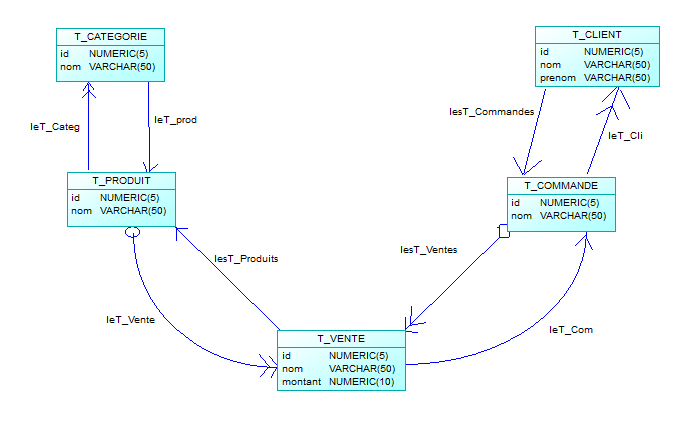 T_CATEGORIE
id NUMERIC(5)
nom VARCHAR(50)
T_CLIENT
id NUMERIC(5)
nom VARCHAR(50)
prenom VARCHAR(50)
leT_Categ
leT_prod
lesT_Commandes
leT_Cli
T_PRODUIT
id NUMERIC(5)
nom VARCHAR(50)
T_COMMANDE
id NUMERIC(5)
nom VARCHAR(50)
lesT_Produits
lesT_Ventes
leT_Vente
leT_Com
T_VENTE
id NUMERIC(5)
nom VARCHAR(50)
montant NUMERIC(10)